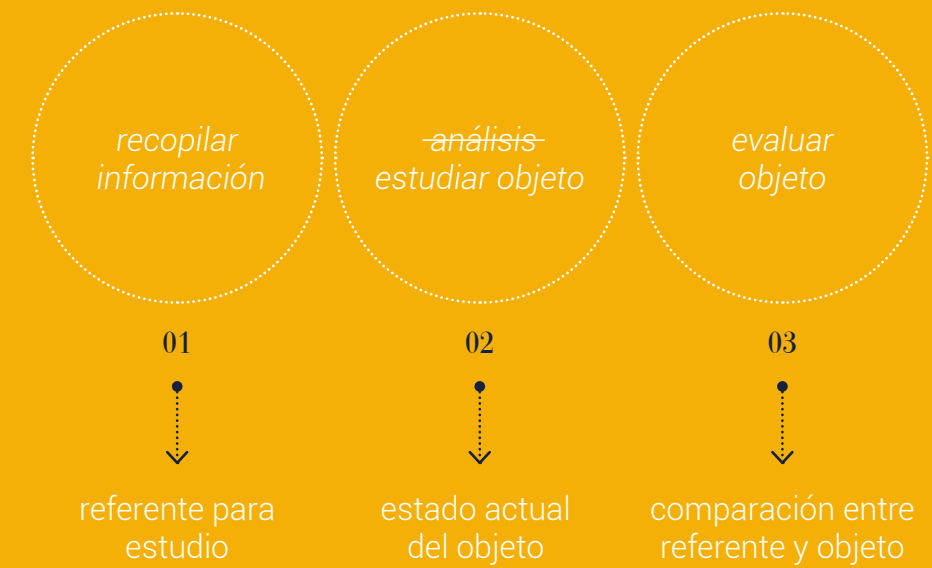 recopilar
información
análisis
estudiar objeto
evaluar
objeto
01
02
03
referente para
estudio
estado actual
del objeto
comparación entre
referente y objeto